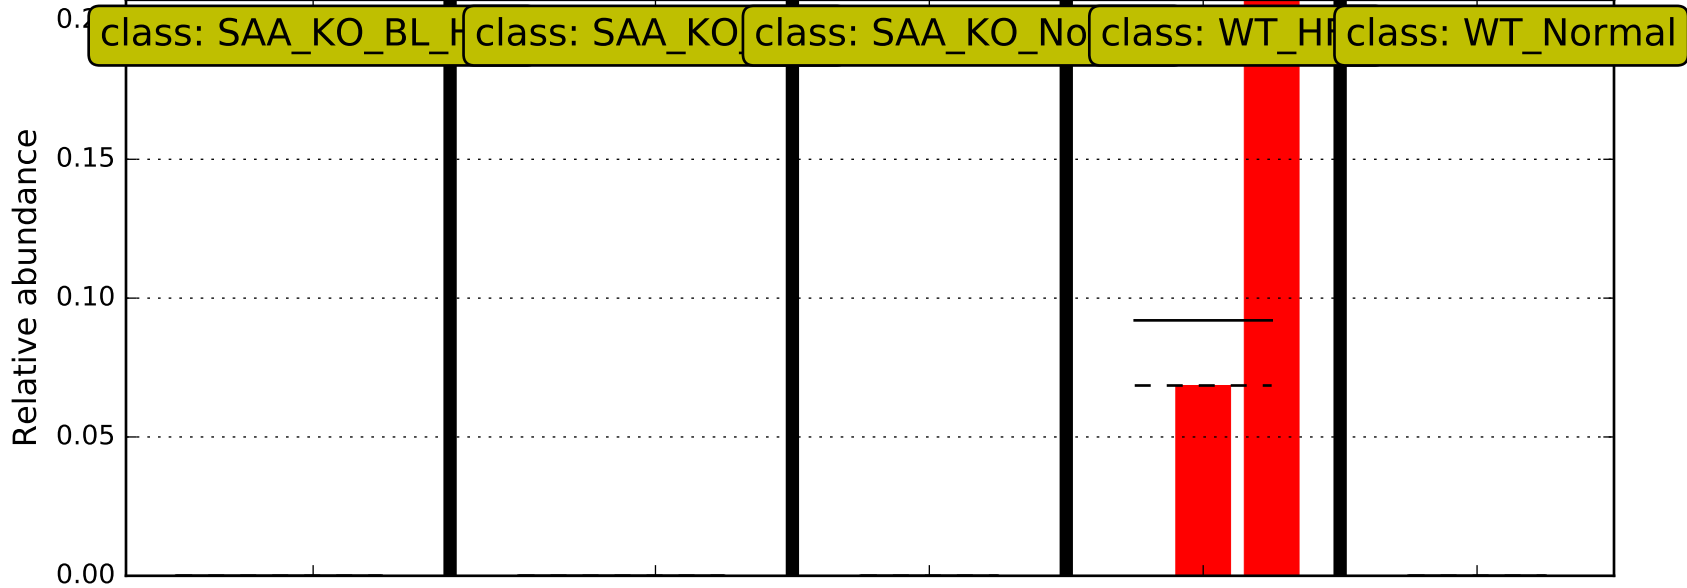 class: SAA_KO_BL_H
class: SAA_KO_
class: SAA_KO_No
class: WT_HF
class: WT_Normal
Relative abundance
0.2
0.15
0.10
0.05
0.00